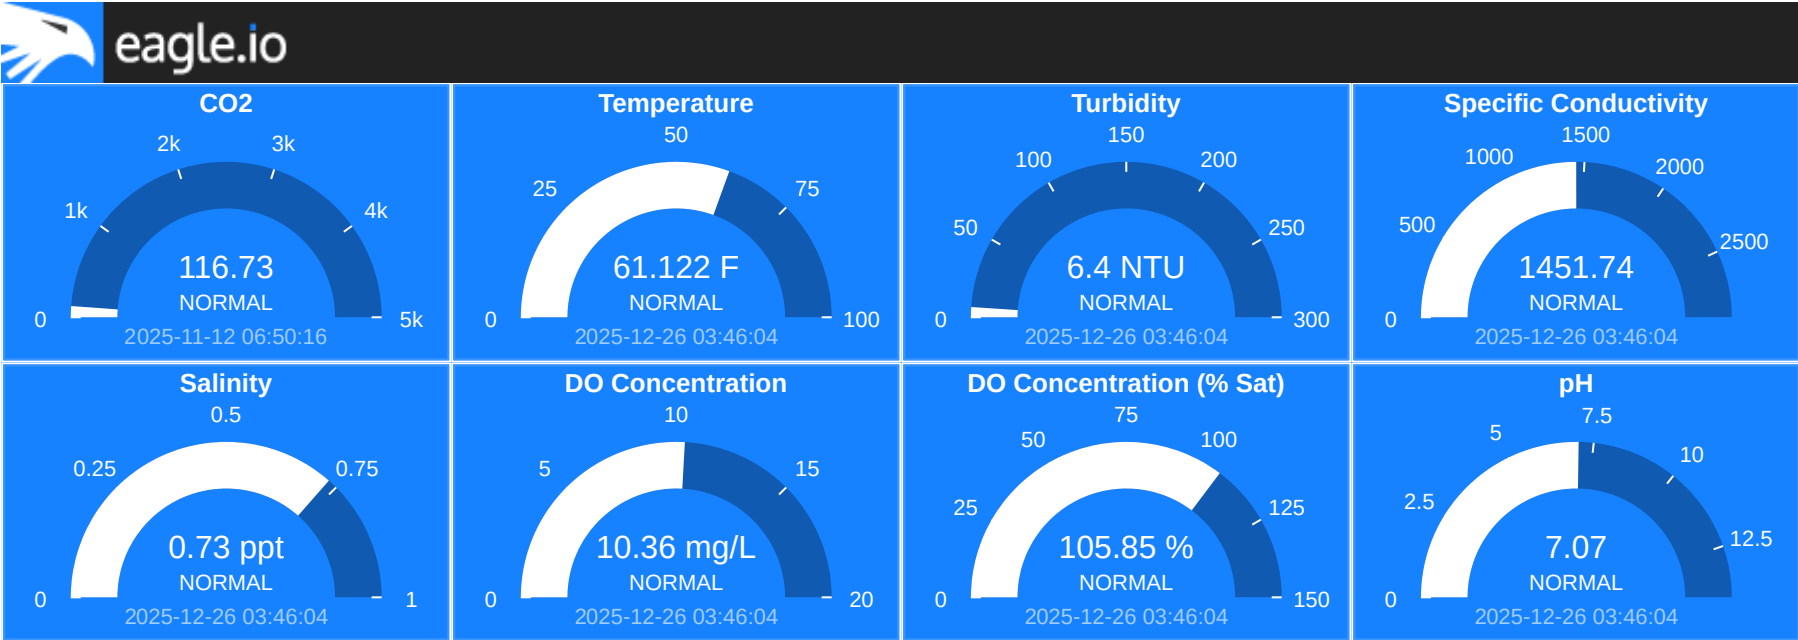 eagle.io
CO2
0
1k
2k
3k
4k
5k
116.73
NORMAL
2025-11-12 06:50:16
Temperature
0
25
50
75
100
61.122 F
NORMAL
2025-12-26 03:46:04
Turbidity
0
50
100
150
200
250
300
6.4 NTU
NORMAL
2025-12-26 03:46:04
Specific Conductivity
0
500
1000
1500
2000
2500
1451.74
NORMAL
2025-12-26 03:46:04
Salinity
0
0.25
0.5
0.75
1
0.73 ppt
NORMAL
2025-12-26 03:46:04
DO Concentration
0
5
10
15
20
10.36 mg/L
NORMAL
2025-12-26 03:46:04
DO Concentration (% Sat)
0
25
50
75
100
125
150
105.85 %
NORMAL
2025-12-26 03:46:04
pH
0
2.5
5
7.5
10
12.5
7.07
NORMAL
2025-12-26 03:46:04